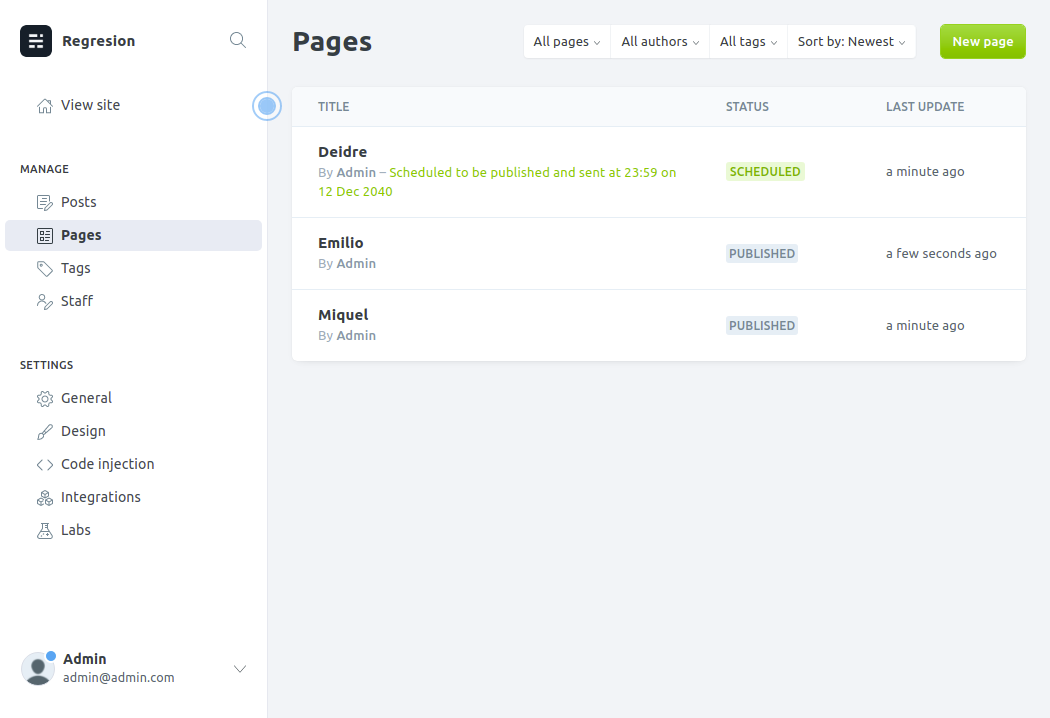 Regresion
View site
MANAGE
Posts
Pages
Tags
Staff
SETTINGS
General
Design
Code injection
Integrations
Labs
Admin
admin@admin.com
Pages
All pages
All authors
All tags
Sort by: Newest
New page
TITLE STATUS LAST UPDATE
Deidre
By Admin – Scheduled to be published and sent at 23:59 on
12 Dec 2040
SCHEDULED
a minute ago
Emilio
By Admin
PUBLISHED
a few seconds ago
Miquel
By Admin
PUBLISHED
a minute ago